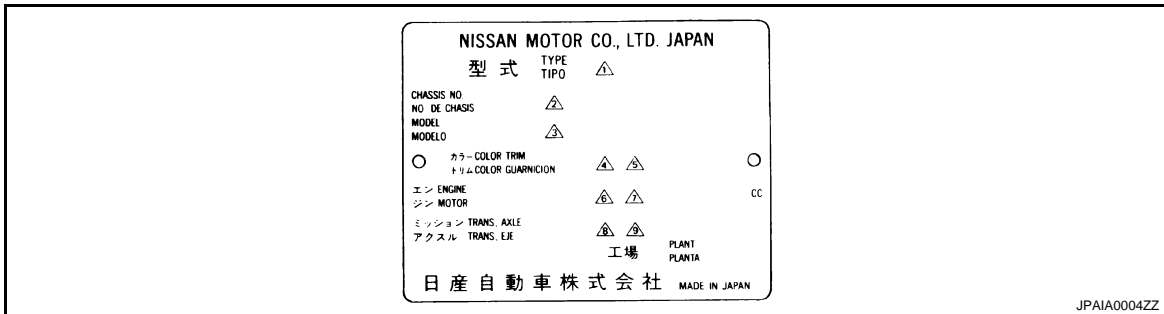 NISSAN MOTOR CO., LTD. JAPAN
型式 TYPE
TIPO 1
CHASSIS NO.
NO DE CHASIS 2
MODEL
MODELO 3
カラー COLOR TRIM
トリム COLOR GUARNICION 4 5
エン ENGINE
ジン MOTOR 6 7 CC
ミッション TRANS, AXLE
アクスル TRANS, EJE 8 9
工場 PLANT
PLANTA
日産自動車株式会社 MADE IN JAPAN
JPAIA0004ZZ